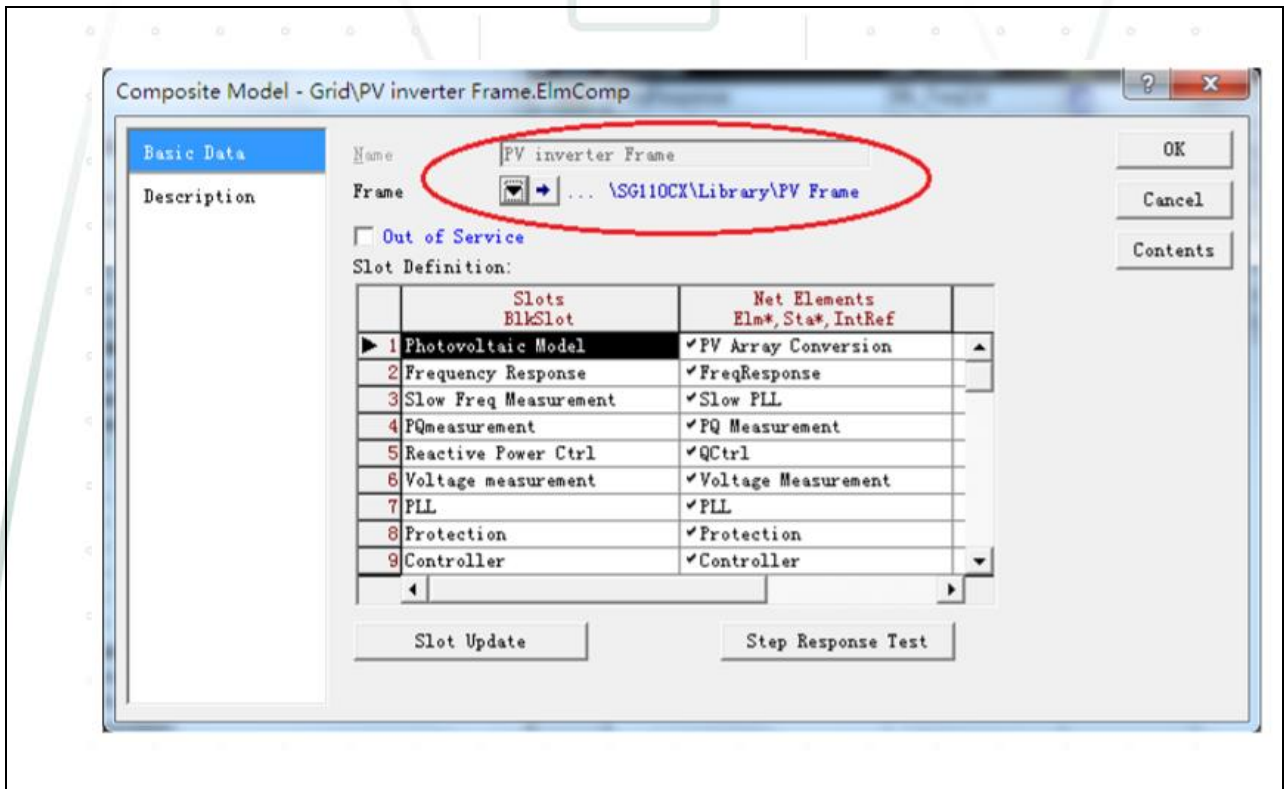 Composite Model - Grid\PV inverter Frame.ElmComp
Basic Data
Description
Name PV inverter Frame
Frame ... \SG110CX\Library\PV Frame
Out of Service
Slot Definition:
Slots Net Elements
BlkSlot Elm*,Sta*,IntRef
1 Photovoltaic Model PV Array Conversion
2 Frequency Response FreqResponse
3 Slow Freq Measurement Slow PLL
4 PQmeasurement PQ Measurement
5 Reactive Power Ctrl QCtrl
6 Voltage measurement Voltage Measurement
7 PLL PLL
8 Protection Protection
9 Controller Controller
Slot Update Step Response Test
OK
Cancel
Contents